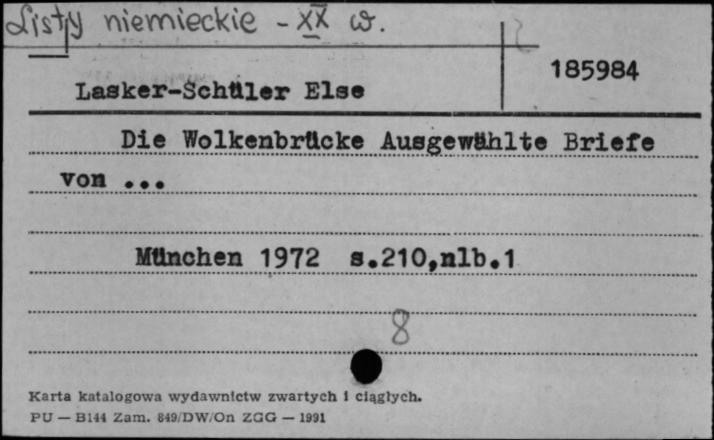 Listy niemieckie - XX w.
185984
Lasker-Schüler Else
Die Wolkenbrücke Ausgewählte Briefe
von ...
München 1972 s.210,nlb.1
8
Karta katalogowa wydawnictw zwartych i ciągłych.
PU — B144 Zam. 849/DW/On ZGG — 1991